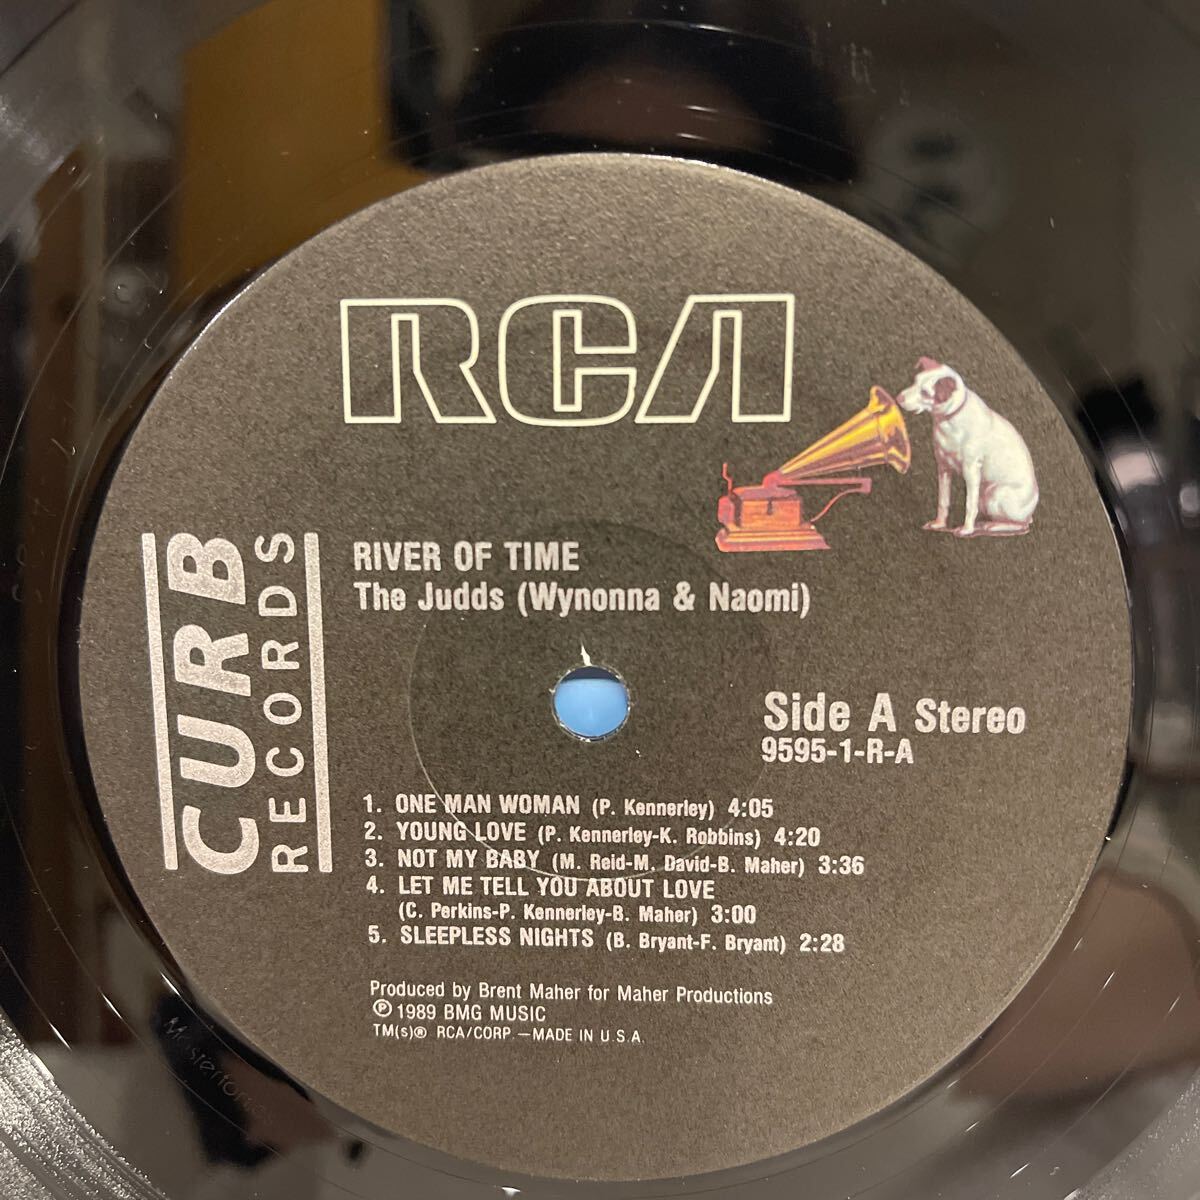 RCA
CURB
RECORDS
RIVER OF TIME
The Judds (Wynonna & Naomi)
Side A Stereo
9595-1-R-A
1. ONE MAN WOMAN (P. Kennerley) 4:05
2. YOUNG LOVE (P. Kennerley-K. Robbins) 4:20
3. NOT MY BABY (M. Reid-M. David-B. Maher) 3:36
4. LET ME TELL YOU ABOUT LOVE
(C. Perkins-P. Kennerley-B. Maher) 3:00
5. SLEEPLESS NIGHTS (B. Bryant-F. Bryant) 2:28
Produced by Brent Maher for Maher Productions
Ⓟ 1989 BMG MUSIC
TM(s)® RCA/CORP.—MADE IN U.S.A.